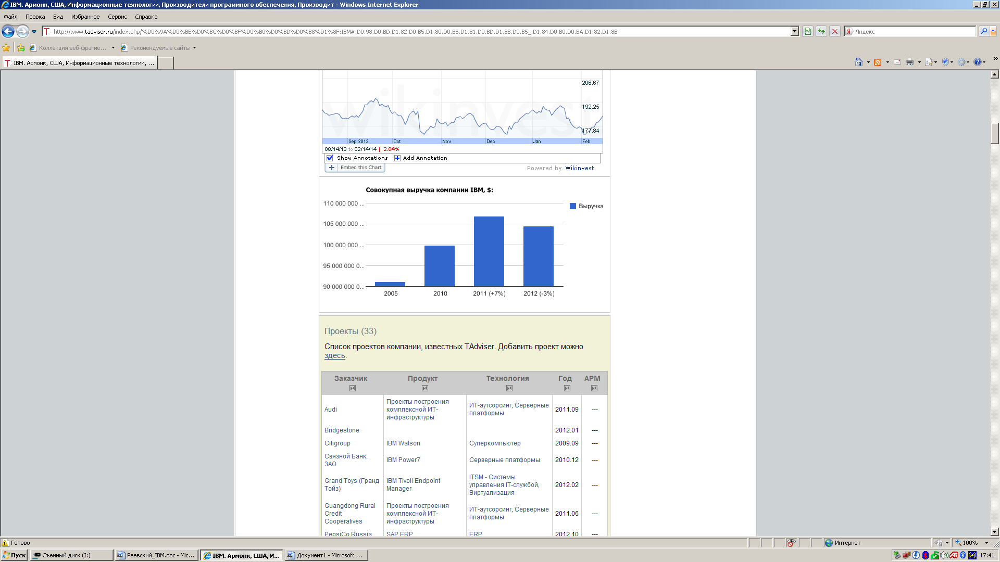 IBM. Армонк, США, Информационные технологии, Производители программного обеспечения, Производит - Windows Internet Explorer
Файл Правка Вид Избранное Сервис Справка
http://www.tadviser.ru/index.php/%D0%9A%D0%BE%D0%BC%D0%BF%D0%B0%D0%BD%D0%B8%D1%8F:IBM#.D0.98.D0.BD.D1.82.D0.B5.D1.80.D0.B5.D1.81.D0.BD.D1.8B.D0.B5_.D1.84.D0.B0.D0.BA.D1.82.D1.8B
Яндекс
Коллекция веб-фрагме... Рекомендуемые сайты
IBM. Армонк, США, Информационные технологии, ...
wikinvest
206.67
192.25
177.84
Sep 2013 Oct Nov Dec Jan Feb
08/14/13 to 02/14/14 2.04%
Show Annotations Add Annotation
Embed this Chart Powered by Wikinvest
Совокупная выручка компании IBM, $:
110 000 000 ...
Выручка
105 000 000 ...
100 000 000 ...
95 000 000 0...
90 000 000 0...
2005 2010 2011 (+7%) 2012 (-3%)
Проекты (33)
Список проектов компании, известных TAdviser. Добавить проект можно
здесь.
Заказчик Продукт Технология Год АРМ
Audi Проекты построения комплексной ИТ-инфраструктуры ИТ-аутсорсинг, Серверные платформы 2011.09 ---
Bridgestone 2012.01 ---
Citigroup IBM Watson Суперкомпьютер 2009.09 ---
Связной Банк, ЗАО IBM Power7 Серверные платформы 2010.12 ---
Grand Toys (Гранд Тойз) IBM Tivoli Endpoint Manager ITSM - Системы управления IT-службой, Виртуализация 2012.02 ---
Guangdong Rural Credit Cooperatives Проекты построения комплексной ИТ-инфраструктуры ИТ-аутсорсинг, Серверные платформы 2011.06 ---
PepsiCo Russia SAP ERP ERP 2012.10 ---
Готово Интернет 100%
Пуск Съемный диск (I:) Раевский_IBM.doc - Mic... IBM. Армонк, США, И... Документ1 - Microsoft ... 17:41